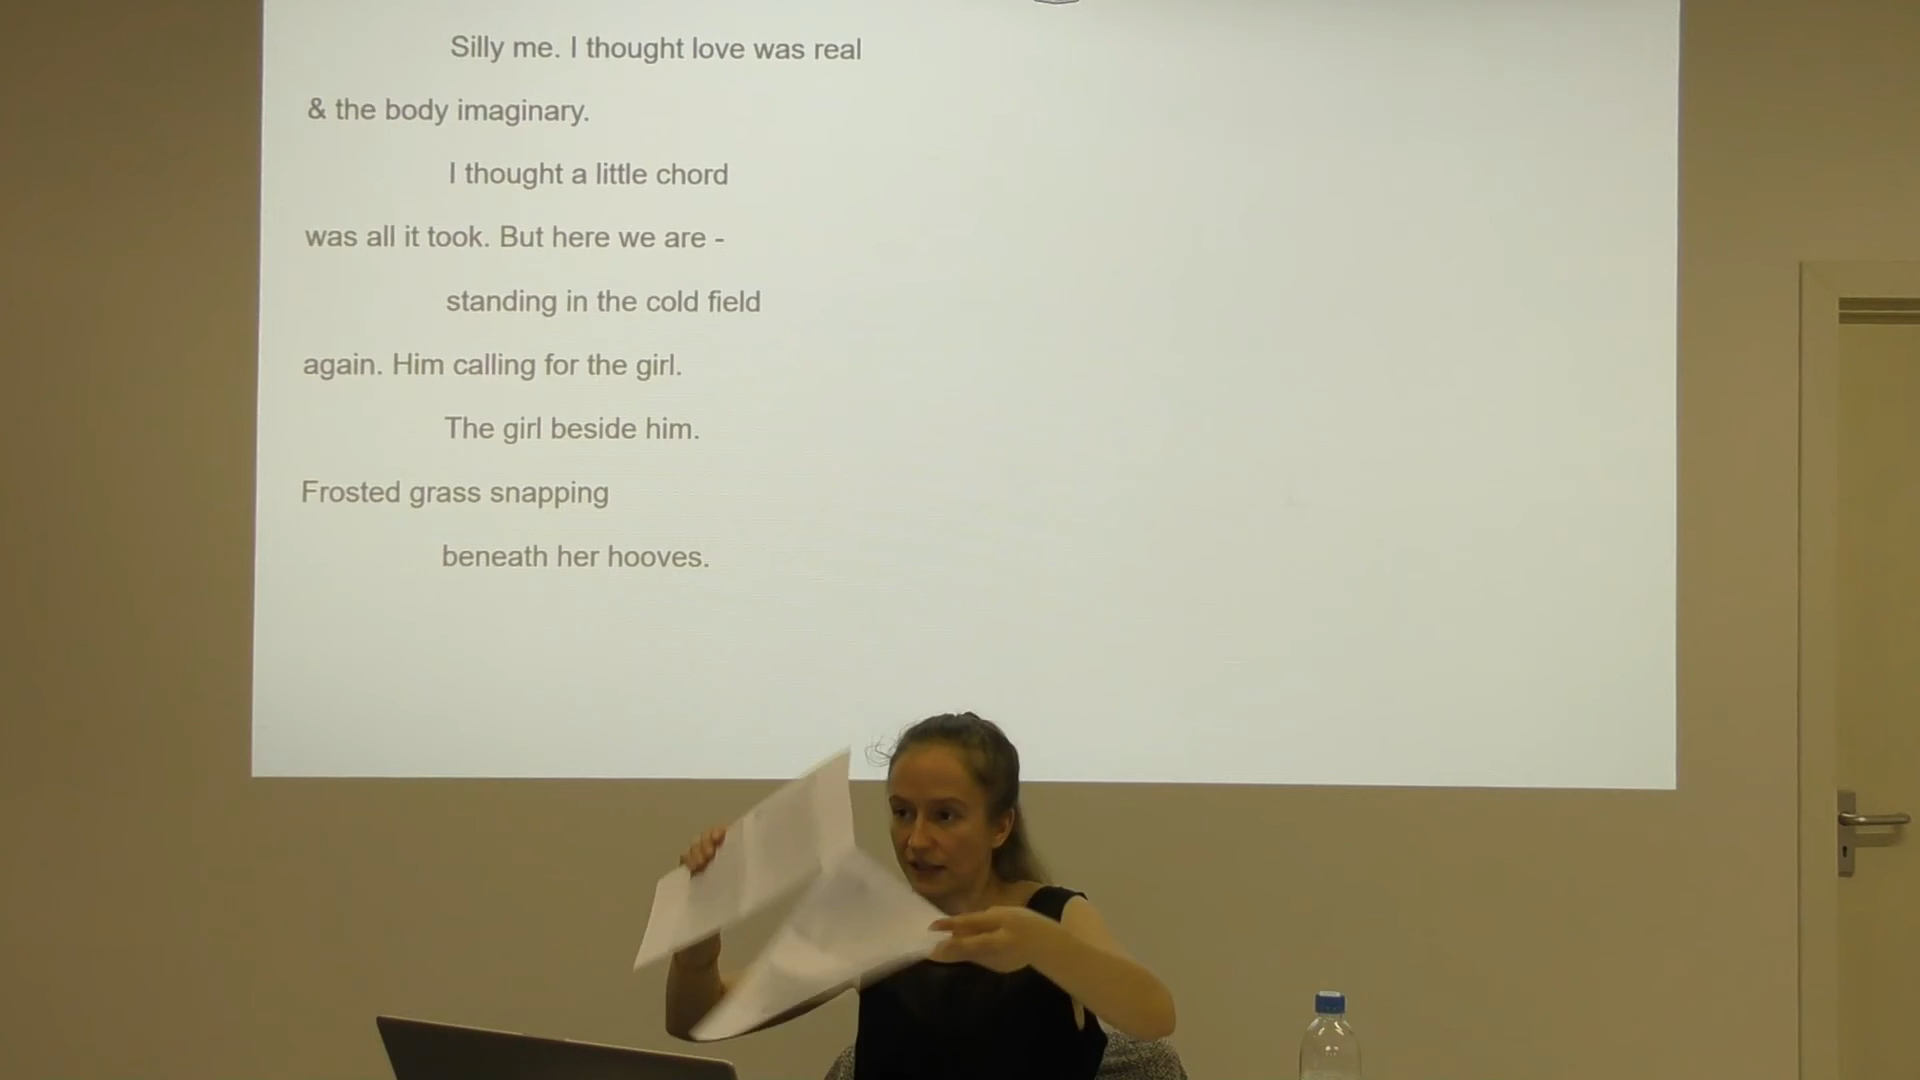 Silly me. I thought love was real
& the body imaginary.
I thought a little chord
was all it took. But here we are -
standing in the cold field
again. Him calling for the girl.
The girl beside him.
Frosted grass snapping
beneath her hooves.